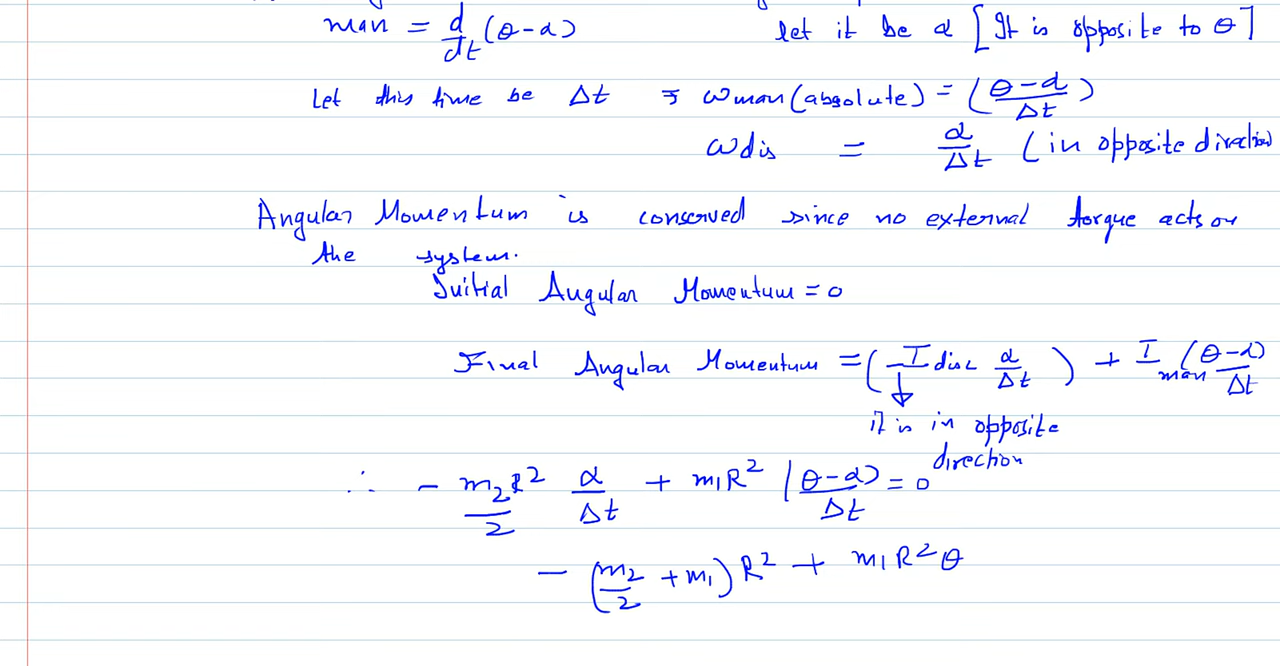 man = d/dt (θ-α) let it be α [It is opposite to θ]
Let this time be Δt ⇒ ωman(absolute) = (θ-α/Δt)
ωdis = α/Δt (in opposite direction)
Angular Momentum is conserved since no external torque acts on
the system.
Initial Angular Momentum = 0
Final Angular Momentum = (-I disc α/Δt) + I man (θ-α)/Δt
it is in opposite
direction
∴ - m₂R²/2 α/Δt + m₁R² (θ-α)/Δt = 0
- (m₂/2 + m₁) R² + m₁R²θ